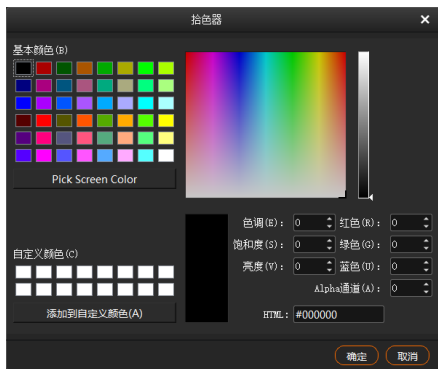 拾色器
基本颜色(B)
Pick Screen Color
自定义颜色(C)
添加到自定义颜色(A)
色调(E): 0 红色(R): 0
饱和度(S): 0 绿色(G): 0
亮度(V): 0 蓝色(U): 0
Alpha通道(A): 0
HTML: #000000
确定 取消